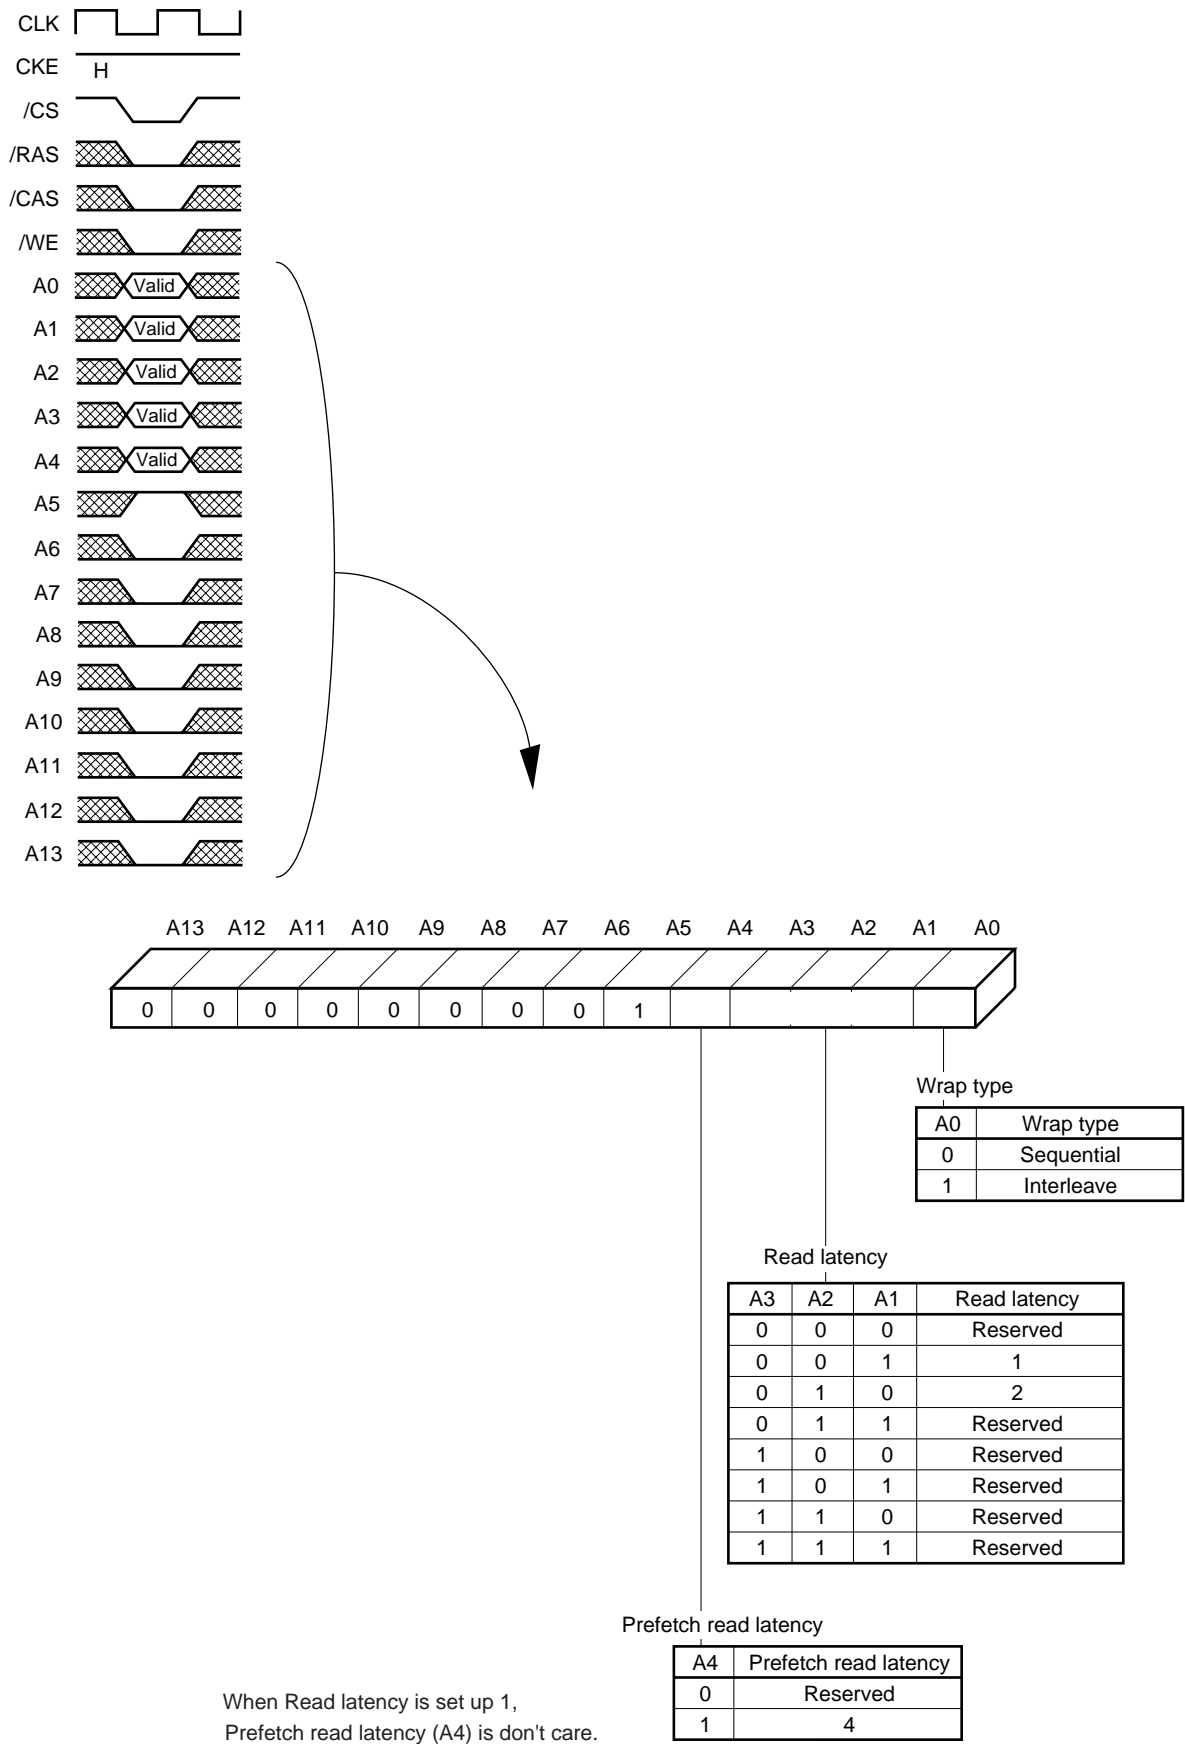 CLK
CKE H
/CS
/RAS
/CAS
/WE
A0 Valid
A1 Valid
A2 Valid
A3 Valid
A4 Valid
A5
A6
A7
A8
A9
A10
A11
A12
A13
A13 A12 A11 A10 A9 A8 A7 A6 A5 A4 A3 A2 A1 A0
0 0 0 0 0 0 0 0 1
Wrap type
A0 Wrap type
0 Sequential
1 Interleave
Read latency
A3 A2 A1 Read latency
0 0 0 Reserved
0 0 1 1
0 1 0 2
0 1 1 Reserved
1 0 0 Reserved
1 0 1 Reserved
1 1 0 Reserved
1 1 1 Reserved
Prefetch read latency
A4 Prefetch read latency
0 Reserved
1 4
When Read latency is set up 1,
Prefetch read latency (A4) is don't care.